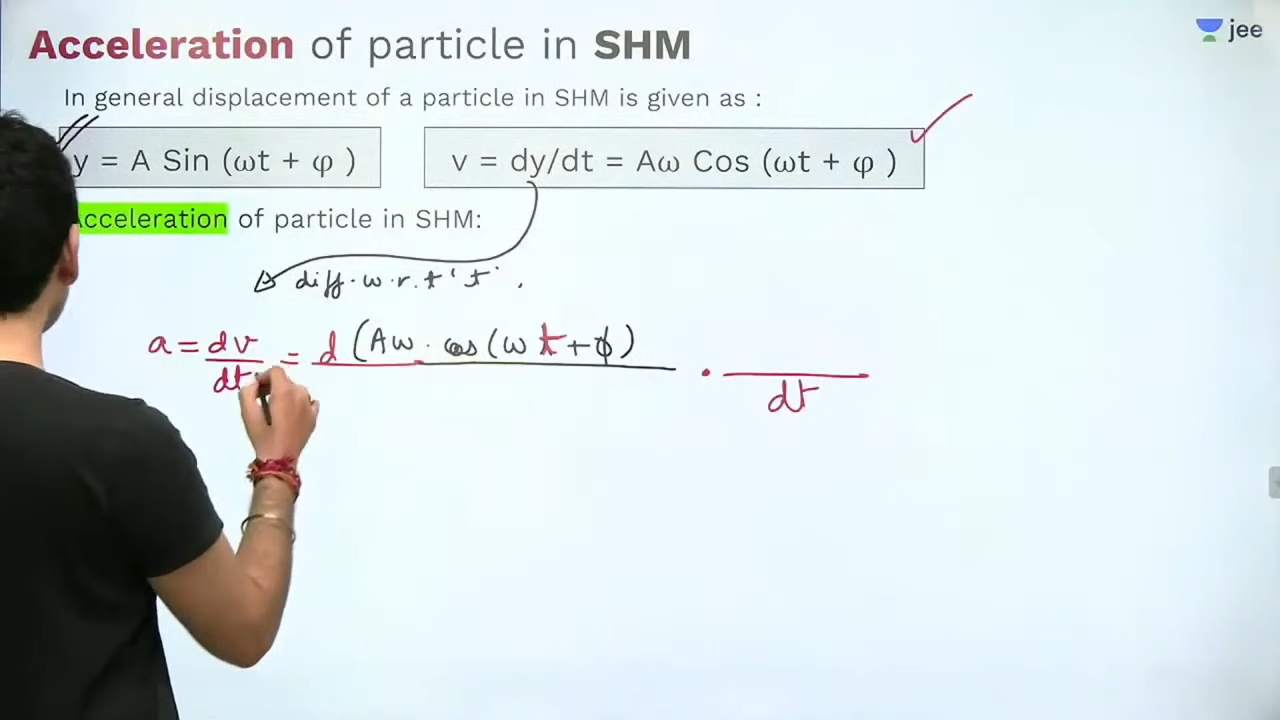 Acceleration of particle in SHM
jee
In general displacement of a particle in SHM is given as :
y = A Sin (ωt + φ )
v = dy/dt = Aω Cos (ωt + φ )
Acceleration of particle in SHM:
diff. w.r.t 't'.
a = dv/dt = d (Aω . cos (ωt + ϕ) . /dt